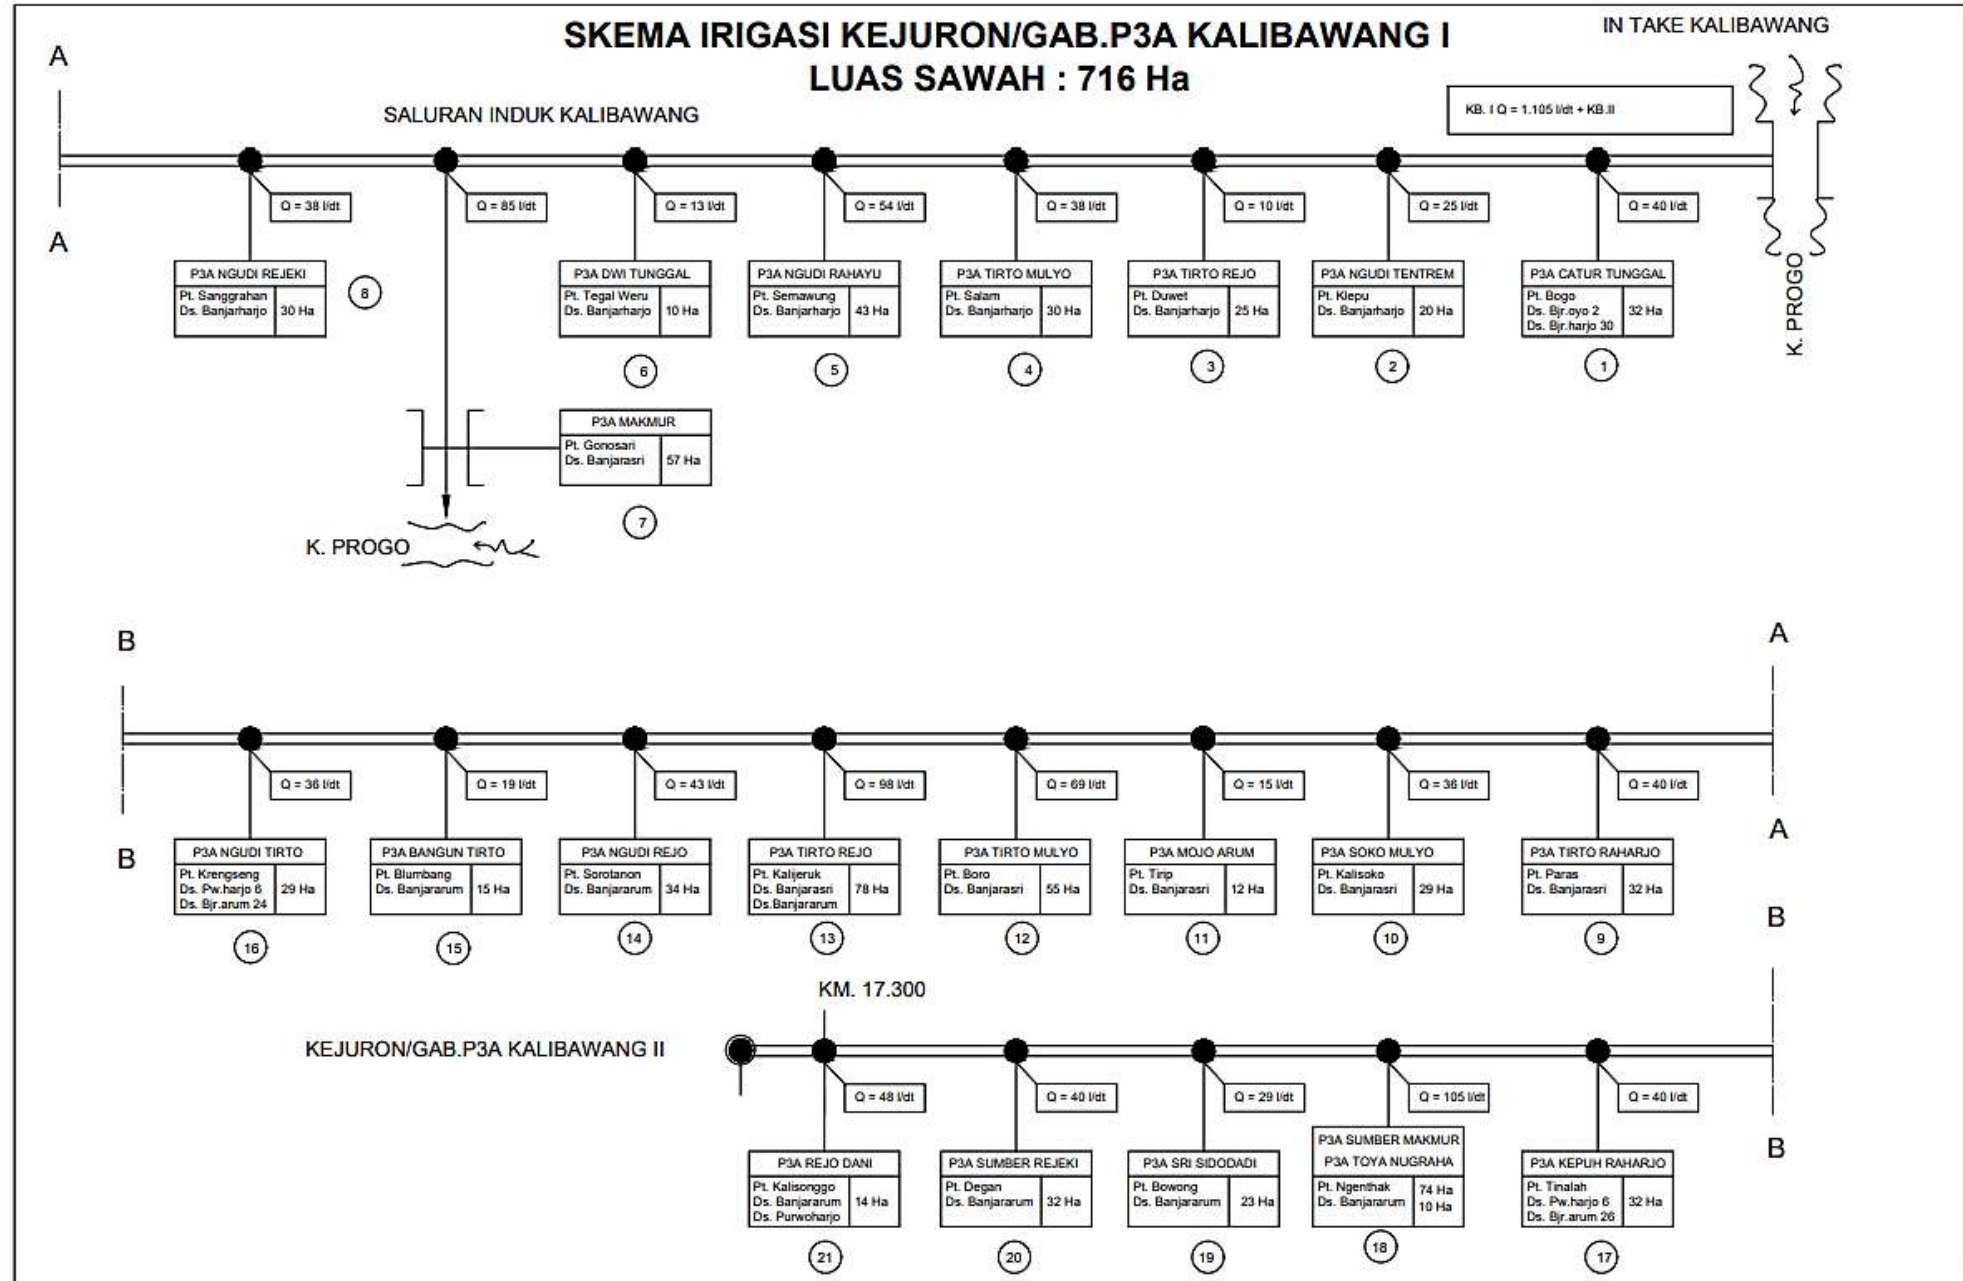 SKEMA IRIGASI KEJURON/GAB.P3A KALIBAWANG I
LUAS SAWAH : 716 Ha
IN TAKE KALIBAWANG
A
SALURAN INDUK KALIBAWANG
KB. I Q = 1.105 l/dt + KB.II
Q = 38 l/dt
Q = 85 l/dt
Q = 13 l/dt
Q = 54 l/dt
Q = 38 l/dt
Q = 10 l/dt
Q = 25 l/dt
Q = 40 l/dt
A
K. PROGO
P3A NGUDI REJEKI
Pt. Sanggrahan
Ds. Banjarharjo
30 Ha
8
P3A DWI TUNGGAL
Pt. Tegal Weru
Ds. Banjarharjo
10 Ha
6
P3A NGUDI RAHAYU
Pt. Semawung
Ds. Banjarharjo
43 Ha
5
P3A TIRTO MULYO
Pt. Salam
Ds. Banjarharjo
30 Ha
4
P3A TIRTO REJO
Pt. Duwet
Ds. Banjarharjo
25 Ha
3
P3A NGUDI TENTREM
Pt. Klepu
Ds. Banjarharjo
20 Ha
2
P3A CATUR TUNGGAL
Pt. Bogo
Ds. Bjr.oyo 2
Ds. Bjr.harjo 30
32 Ha
1
P3A MAKMUR
Pt. Gonosari
Ds. Banjarasri
57 Ha
7
K. PROGO
B
A
Q = 36 l/dt
Q = 19 l/dt
Q = 43 l/dt
Q = 98 l/dt
Q = 69 l/dt
Q = 15 l/dt
Q = 36 l/dt
Q = 40 l/dt
B
A
P3A NGUDI TIRTO
Pt. Krengseng
Ds. Pw.harjo 6
Ds. Bjr.arum 24
29 Ha
16
P3A BANGUN TIRTO
Pt. Blumbang
Ds. Banjararum
15 Ha
15
P3A NGUDI REJO
Pt. Sorotanon
Ds. Banjararum
34 Ha
14
P3A TIRTO REJO
Pt. Kalijeruk
Ds. Banjarasri
Ds.Banjararum
78 Ha
13
P3A TIRTO MULYO
Pt. Boro
Ds. Banjarasri
55 Ha
12
P3A MOJO ARUM
Pt. Tirip
Ds. Banjarasri
12 Ha
11
P3A SOKO MULYO
Pt. Kalisoko
Ds. Banjarasri
29 Ha
10
P3A TIRTO RAHARJO
Pt. Paras
Ds. Banjarasri
32 Ha
9
B
KM. 17.300
KEJURON/GAB.P3A KALIBAWANG II
Q = 48 l/dt
Q = 40 l/dt
Q = 29 l/dt
Q = 105 l/dt
Q = 40 l/dt
B
P3A REJO DANI
Pt. Kalisonggo
Ds. Banjararum
Ds. Purwoharjo
14 Ha
21
P3A SUMBER REJEKI
Pt. Degan
Ds. Banjararum
32 Ha
20
P3A SRI SIDODADI
Pt. Bowong
Ds. Banjararum
23 Ha
19
P3A SUMBER MAKMUR
P3A TOYA NUGRAHA
Pt. Ngenthak
Ds. Banjararum
74 Ha
10 Ha
18
P3A KEPUH RAHARJO
Pt. Tinalah
Ds. Pw.harjo 6
Ds. Bjr.arum 26
32 Ha
17